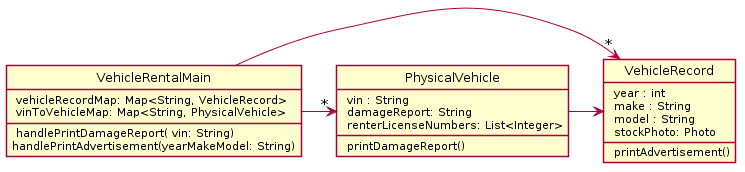 VehicleRentalMain
vehicleRecordMap: Map<String, VehicleRecord>
vinToVehicleMap: Map<String, PhysicalVehicle>
handlePrintDamageReport( vin: String)
handlePrintAdvertisement(yearMakeModel: String)
*
PhysicalVehicle
vin : String
damageReport: String
renterLicenseNumbers: List<Integer>
printDamageReport()
*
VehicleRecord
year : int
make : String
model : String
stockPhoto: Photo
printAdvertisement()